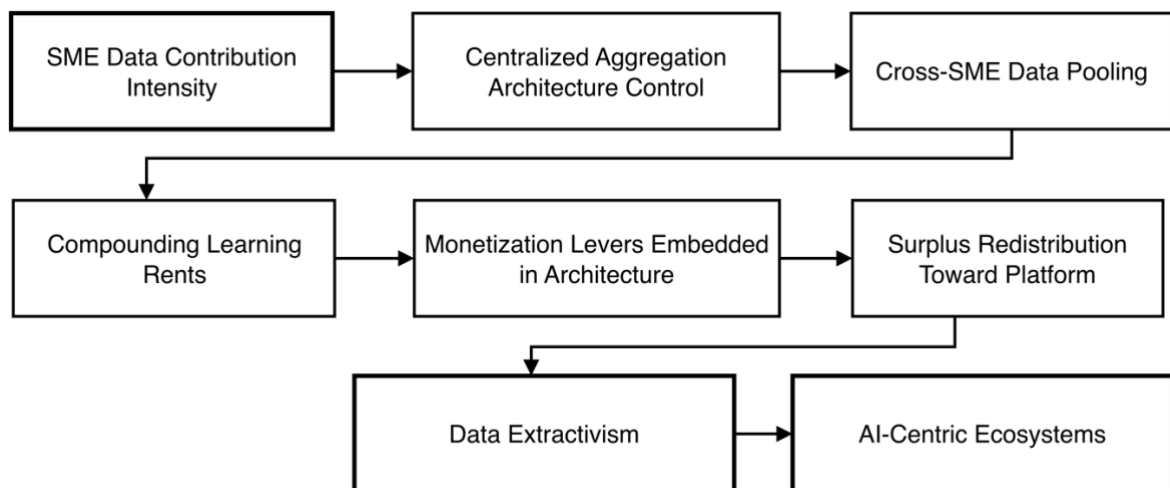 SME Data Contribution
Intensity
Centralized Aggregation
Architecture Control
Cross-SME Data Pooling
Compounding Learning
Rents
Monetization Levers Embedded
in Architecture
Surplus Redistribution
Toward Platform
Data Extractivism
AI-Centric Ecosystems